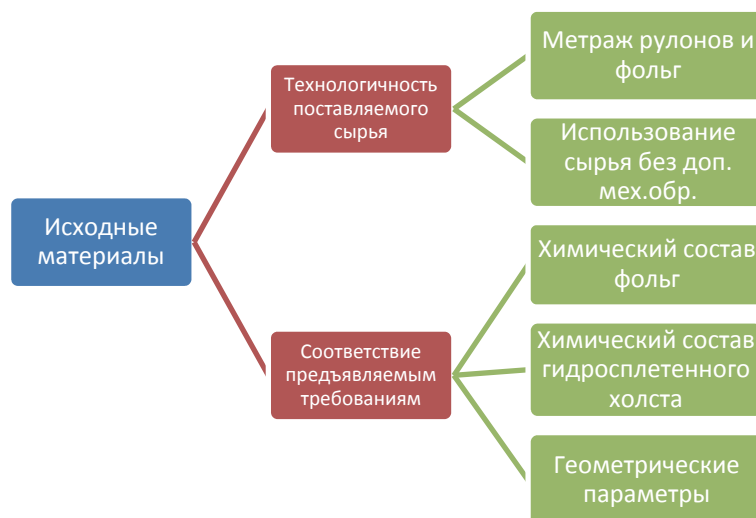 Исходные
материалы
Технологичность
поставляемого
сырья
Метраж рулонов и
фольг
Использование
сырья без доп.
мех.обр.
Соответствие
предъявляемым
требованиям
Химический состав
фольг
Химический состав
гидросплетенного
холста
Геометрические
параметры